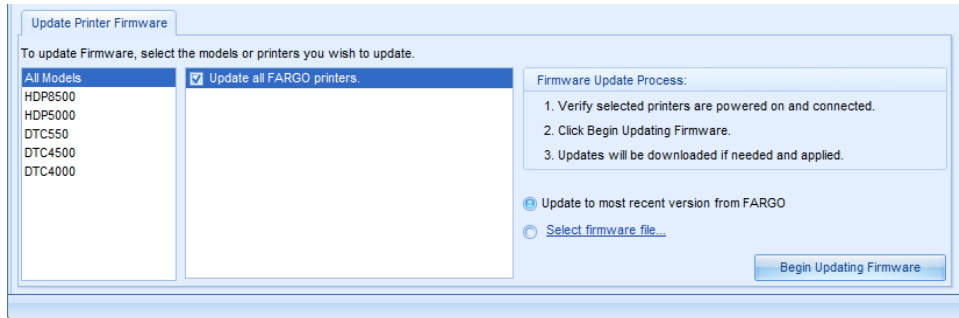 Update Printer Firmware
To update Firmware, select the models or printers you wish to update.
All Models
HDP8500
HDP5000
DTC550
DTC4500
DTC4000
Update all FARGO printers.
Firmware Update Process:
1. Verify selected printers are powered on and connected.
2. Click Begin Updating Firmware.
3. Updates will be downloaded if needed and applied.
Update to most recent version from FARGO
Select firmware file...
Begin Updating Firmware